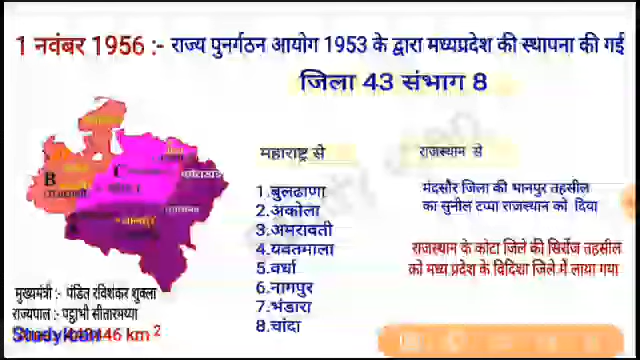 1 नवंबर 1956 :- राज्य पुनर्गठन आयोग 1953 के द्वारा मध्यप्रदेश की स्थापना की गई
जिला 43 संभाग 8
महाराष्ट्र से
1.बुलढाणा
2.अकोला
3.अमरावती
4.यवतमाला
5.वर्धा
6.नागपुर
7.भंडारा
8.चांदा
राजस्थान से
मंदसौर जिला की भानपुर तहसील
का सुनील टप्पा राजस्थान को दिया
राजस्थान के कोटा जिले की सिरोंज तहसील
को मध्य प्रदेश के विदिशा जिले में लाया गया
B
C
मुख्यमंत्री :- पंडित रविशंकर शुक्ला
राज्यपाल :- पट्टाभी सीतारमय्या
km 2